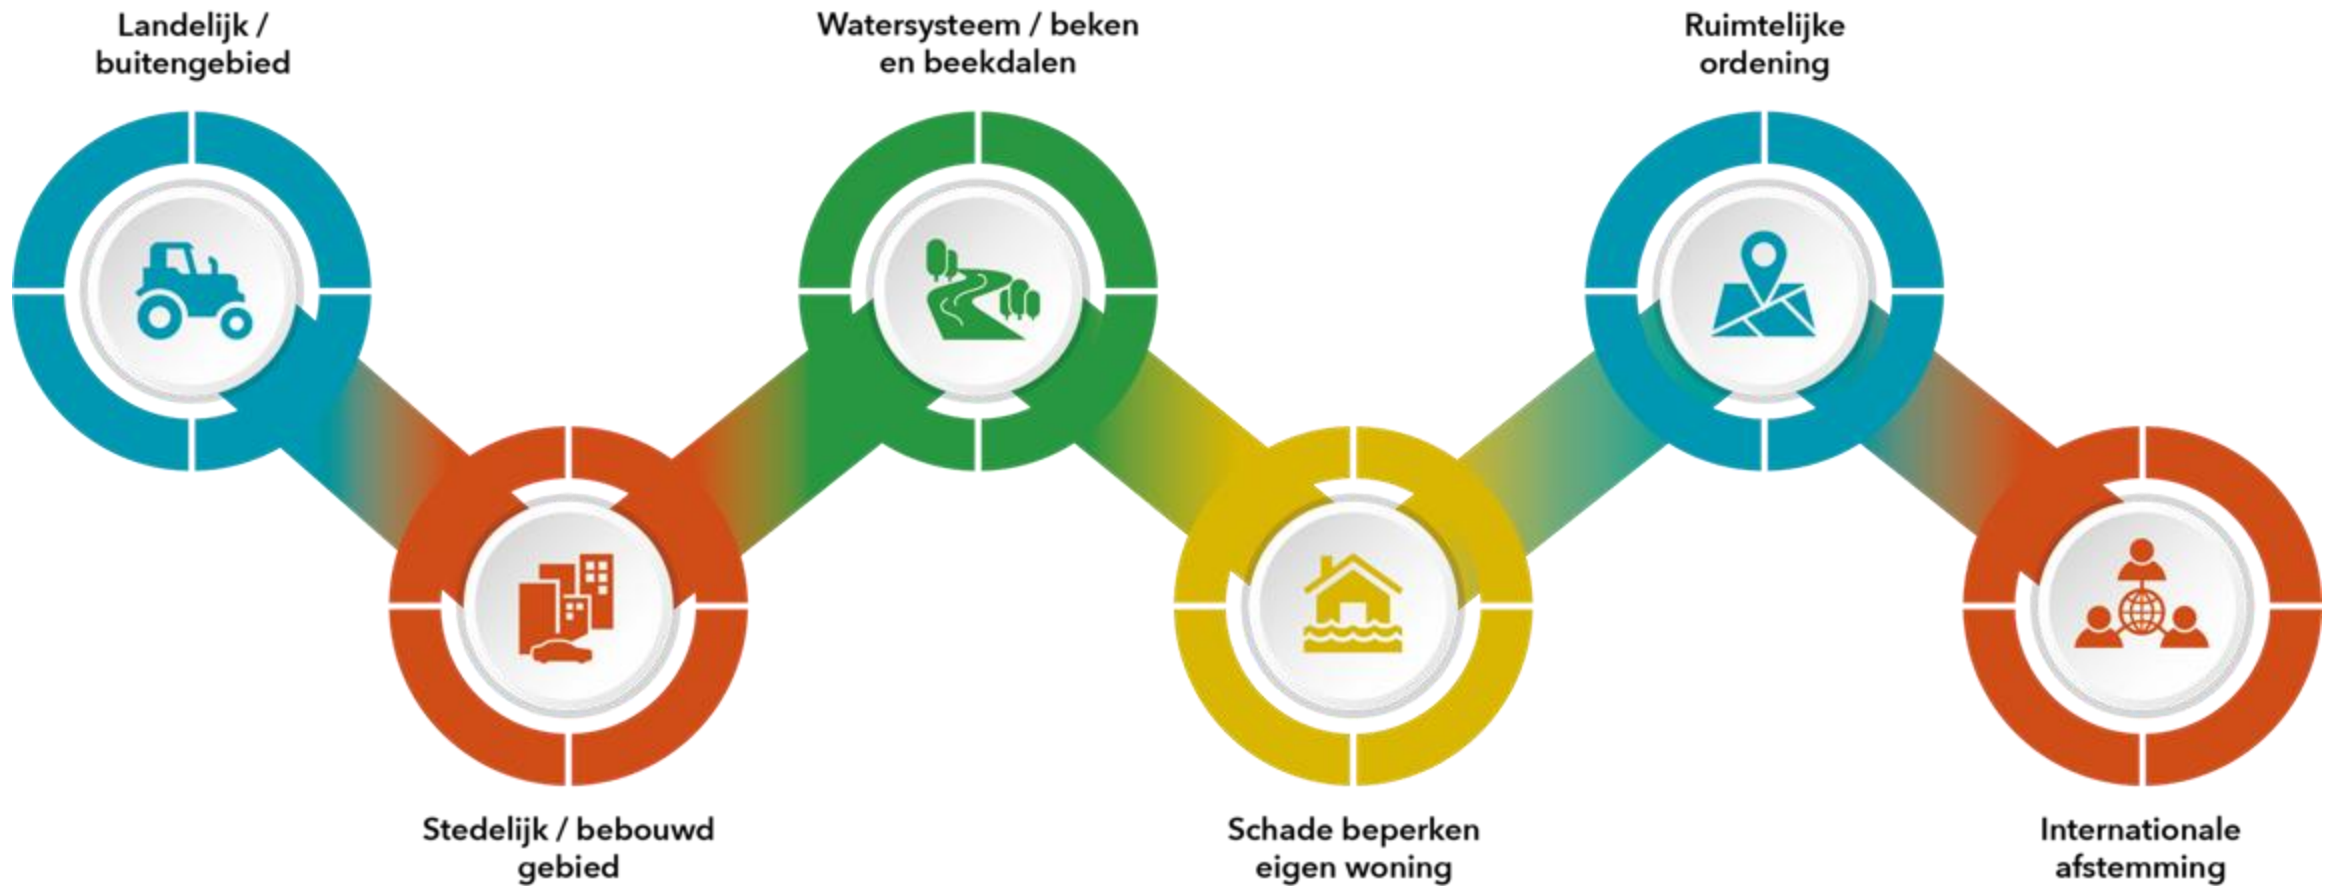 Landelijk /
buitengebied
Stedelijk / bebouwd
gebied
Watersysteem / beken
en beekdalen
Schade beperken
eigen woning
Ruimtelijke
ordening
Internationale
afstemming